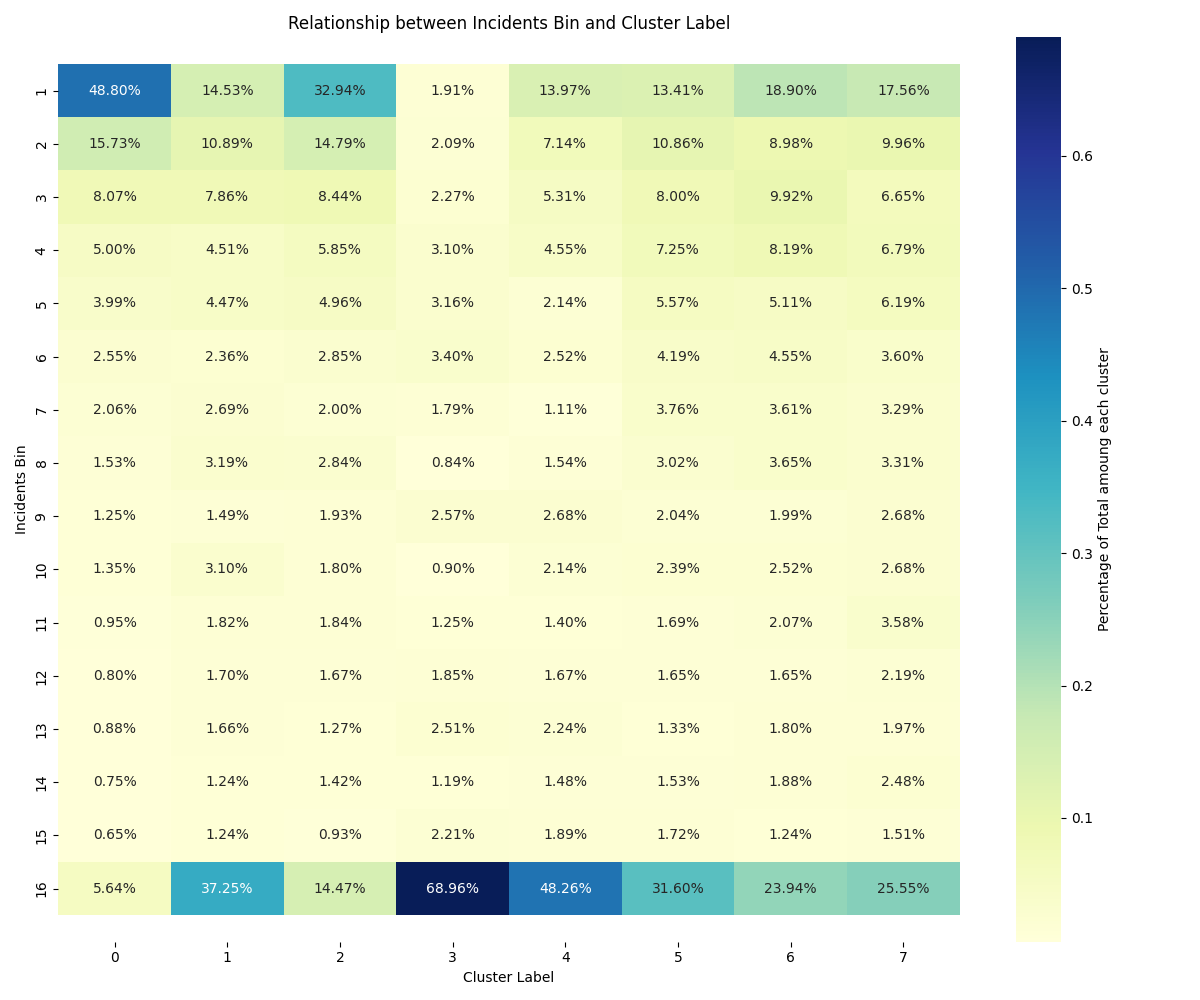 Relationship between Incidents Bin and Cluster Label
1 48.80% 14.53% 32.94% 1.91% 13.97% 13.41% 18.90% 17.56%
2 15.73% 10.89% 14.79% 2.09% 7.14% 10.86% 8.98% 9.96%
3 8.07% 7.86% 8.44% 2.27% 5.31% 8.00% 9.92% 6.65%
4 5.00% 4.51% 5.85% 3.10% 4.55% 7.25% 8.19% 6.79%
5 3.99% 4.47% 4.96% 3.16% 2.14% 5.57% 5.11% 6.19%
6 2.55% 2.36% 2.85% 3.40% 2.52% 4.19% 4.55% 3.60%
7 2.06% 2.69% 2.00% 1.79% 1.11% 3.76% 3.61% 3.29%
8 1.53% 3.19% 2.84% 0.84% 1.54% 3.02% 3.65% 3.31%
9 1.25% 1.49% 1.93% 2.57% 2.68% 2.04% 1.99% 2.68%
10 1.35% 3.10% 1.80% 0.90% 2.14% 2.39% 2.52% 2.68%
11 0.95% 1.82% 1.84% 1.25% 1.40% 1.69% 2.07% 3.58%
12 0.80% 1.70% 1.67% 1.85% 1.67% 1.65% 1.65% 2.19%
13 0.88% 1.66% 1.27% 2.51% 2.24% 1.33% 1.80% 1.97%
14 0.75% 1.24% 1.42% 1.19% 1.48% 1.53% 1.88% 2.48%
15 0.65% 1.24% 0.93% 2.21% 1.89% 1.72% 1.24% 1.51%
16 5.64% 37.25% 14.47% 68.96% 48.26% 31.60% 23.94% 25.55%
0 1 2 3 4 5 6 7
Cluster Label
Incidents Bin
0.6
0.5
0.4
0.3
0.2
0.1
Percentage of Total amoung each cluster